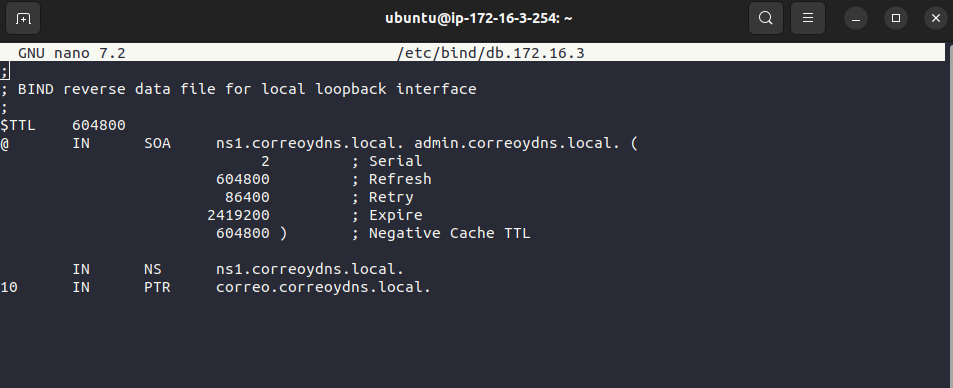 ubuntu@ip-172-16-3-254: ~
GNU nano 7.2 /etc/bind/db.172.16.3
;
; BIND reverse data file for local loopback interface
;
$TTL 604800
@ IN SOA ns1.correoydns.local. admin.correoydns.local. (
2 ; Serial
604800 ; Refresh
86400 ; Retry
2419200 ; Expire
604800 ) ; Negative Cache TTL
IN NS ns1.correoydns.local.
10 IN PTR correo.correoydns.local.